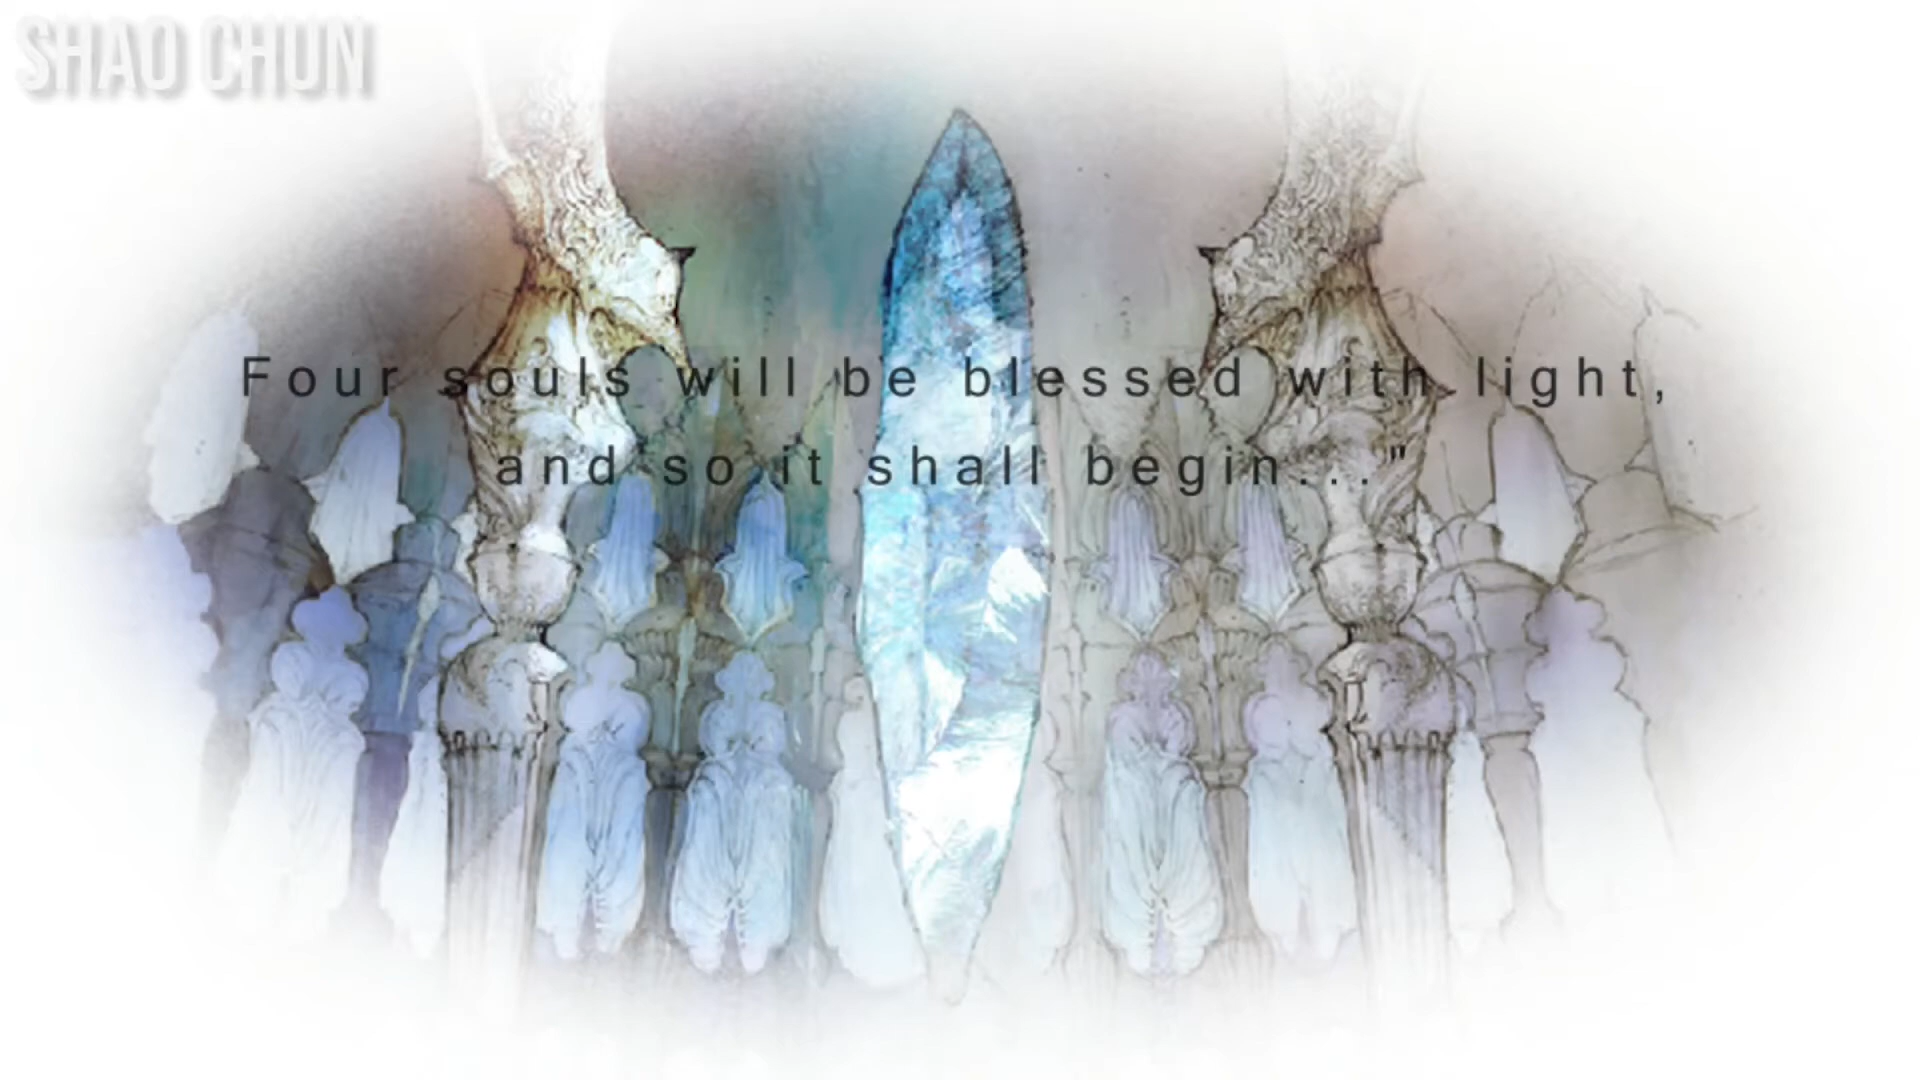 SHAO CHUN
Four souls will be blessed with light,
and so it shall begin..."